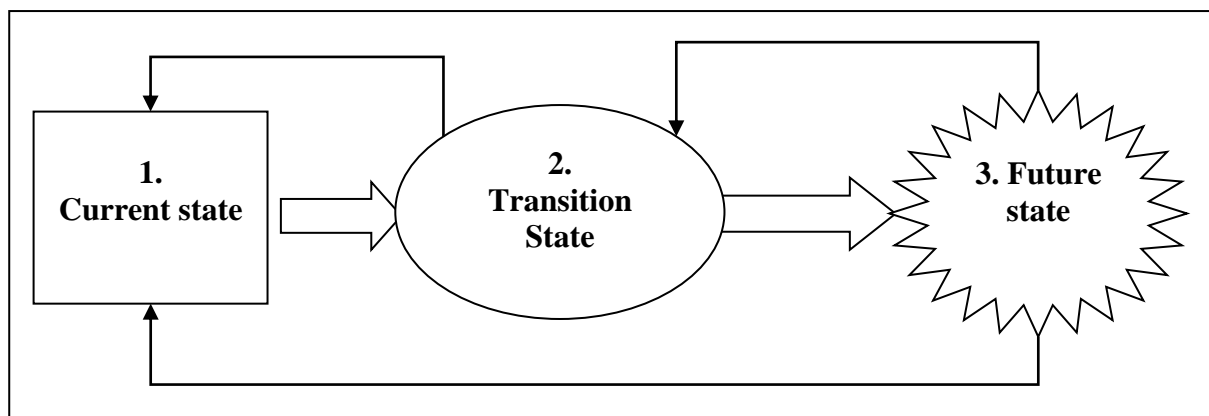 1.
Current state
2.
Transition
State
3. Future
state